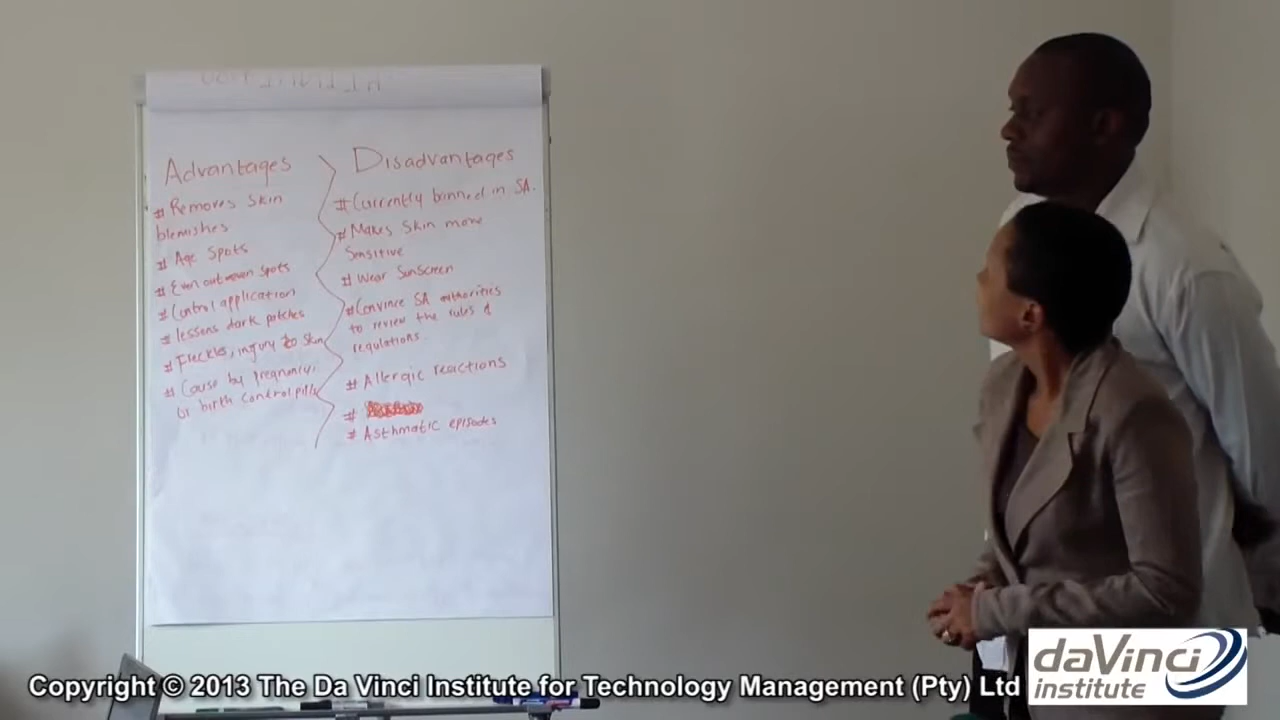 Advantages
# Removes Skin
blemishes
# Age Spots
# Even out uneven spots
# Control application
# lessens dark patches
# Freckles, injury to skin
# Cause by pregnancy,
or birth control pills
Disadvantages
# Currently banned in SA.
# Makes Skin more
Sensitive
# Wear Sunscreen
# Convince SA authorities
to review the rules &
regulations.
# Allergic reactions
#
# Asthmatic episodes
daVinci
institute
Copyright © 2013 The Da Vinci Institute for Technology Management (Pty) Ltd